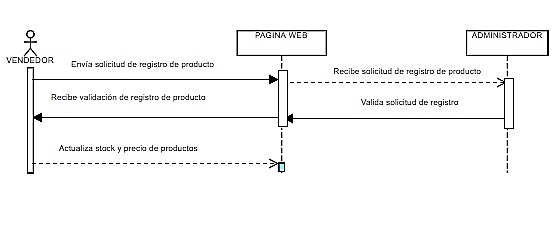 PAGINA WEB
ADMINISTRADOR
VENDEDOR
Envía solicitud de registro de producto
Recibe solicitud de registro de producto
Recibe validación de registro de producto
Valida solicitud de registro
Actualiza stock y precio de productos